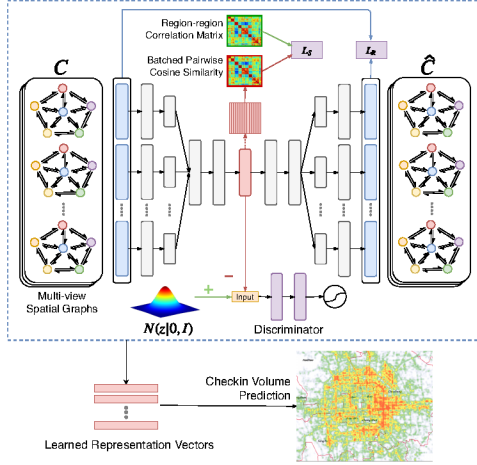 Region-region
Correlation Matrix
L_S
L_R
C
Batched Pairwise
Cosine Similarity
Ĉ
Multi-view
Spatial Graphs
+
−
Input
N(z|0, I)
Discriminator
Checkin Volume
Prediction
Learned Representation Vectors